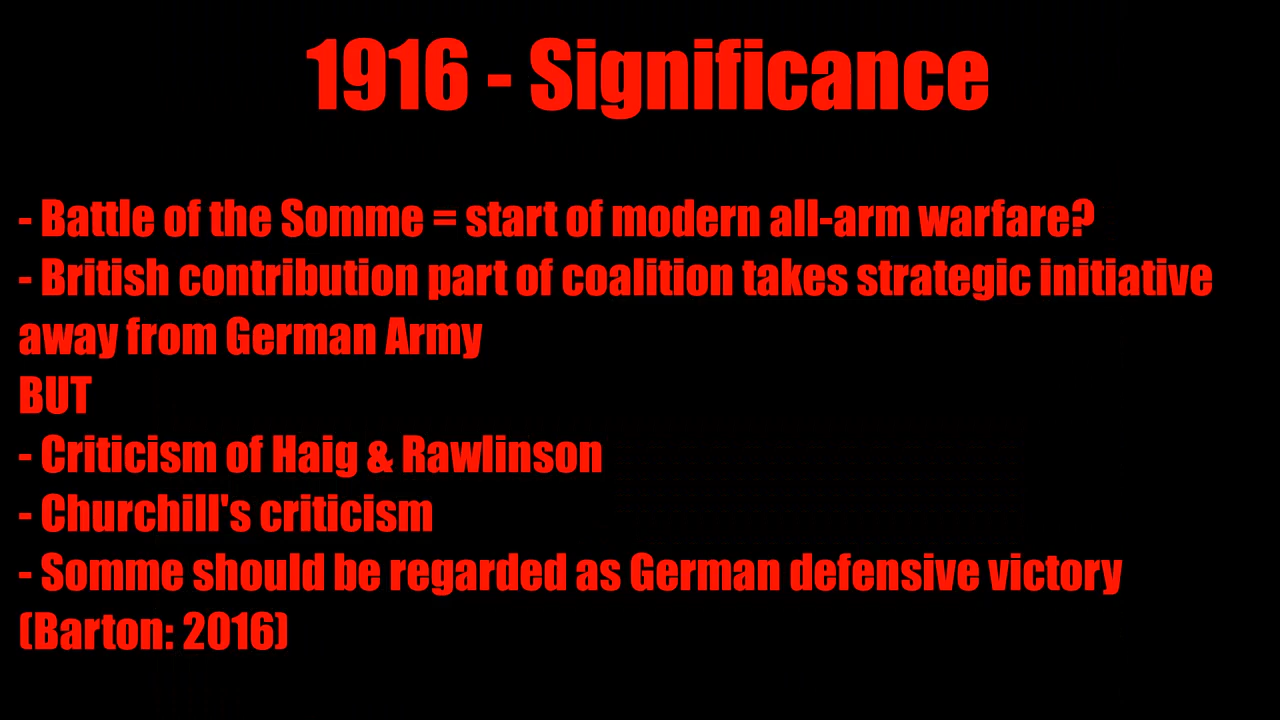 1916 - Significance
- Battle of the Somme = start of modern all-arm warfare?
- British contribution part of coalition takes strategic initiative
away from German Army
BUT
- Criticism of Haig & Rawlinson
- Churchill's criticism
- Somme should be regarded as German defensive victory
(Barton: 2016)